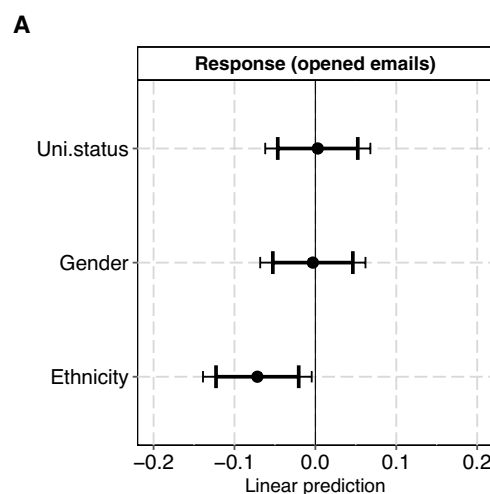 A
Response (opened emails)
Uni.status
Gender
Ethnicity
−0.2 −0.1 0.0 0.1 0.2
Linear prediction